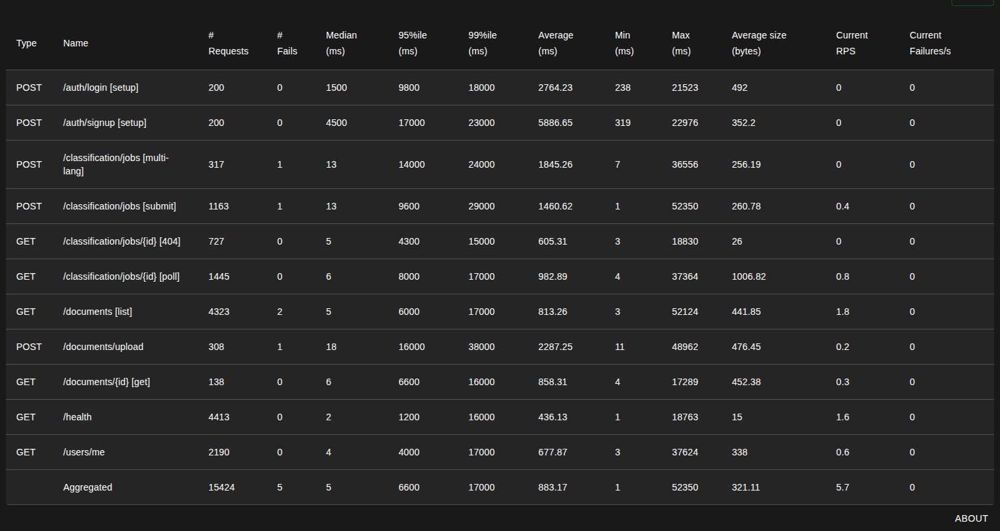 Type Name # Requests # Fails Median (ms) 95%ile (ms) 99%ile (ms) Average (ms) Min (ms) Max (ms) Average size (bytes) Current RPS Current Failures/s
POST /auth/login [setup] 200 0 1500 9800 18000 2764.23 238 21523 492 0 0
POST /auth/signup [setup] 200 0 4500 17000 23000 5886.65 319 22976 352.2 0 0
POST /classification/jobs [multi-lang] 317 1 13 14000 24000 1845.26 7 36556 256.19 0 0
POST /classification/jobs [submit] 1163 1 13 9600 29000 1460.62 1 52350 260.78 0.4 0
GET /classification/jobs/{id} [404] 727 0 5 4300 15000 605.31 3 18830 26 0 0
GET /classification/jobs/{id} [poll] 1445 0 6 8000 17000 982.89 4 37364 1006.82 0.8 0
GET /documents [list] 4323 2 5 6000 17000 813.26 3 52124 441.85 1.8 0
POST /documents/upload 308 1 18 16000 38000 2287.25 11 48962 476.45 0.2 0
GET /documents/{id} [get] 138 0 6 6600 16000 858.31 4 17289 452.38 0.3 0
GET /health 4413 0 2 1200 16000 436.13 1 18763 15 1.6 0
GET /users/me 2190 0 4 4000 17000 677.87 3 37624 338 0.6 0
Aggregated 15424 5 5 6600 17000 883.17 1 52350 321.11 5.7 0
ABOUT